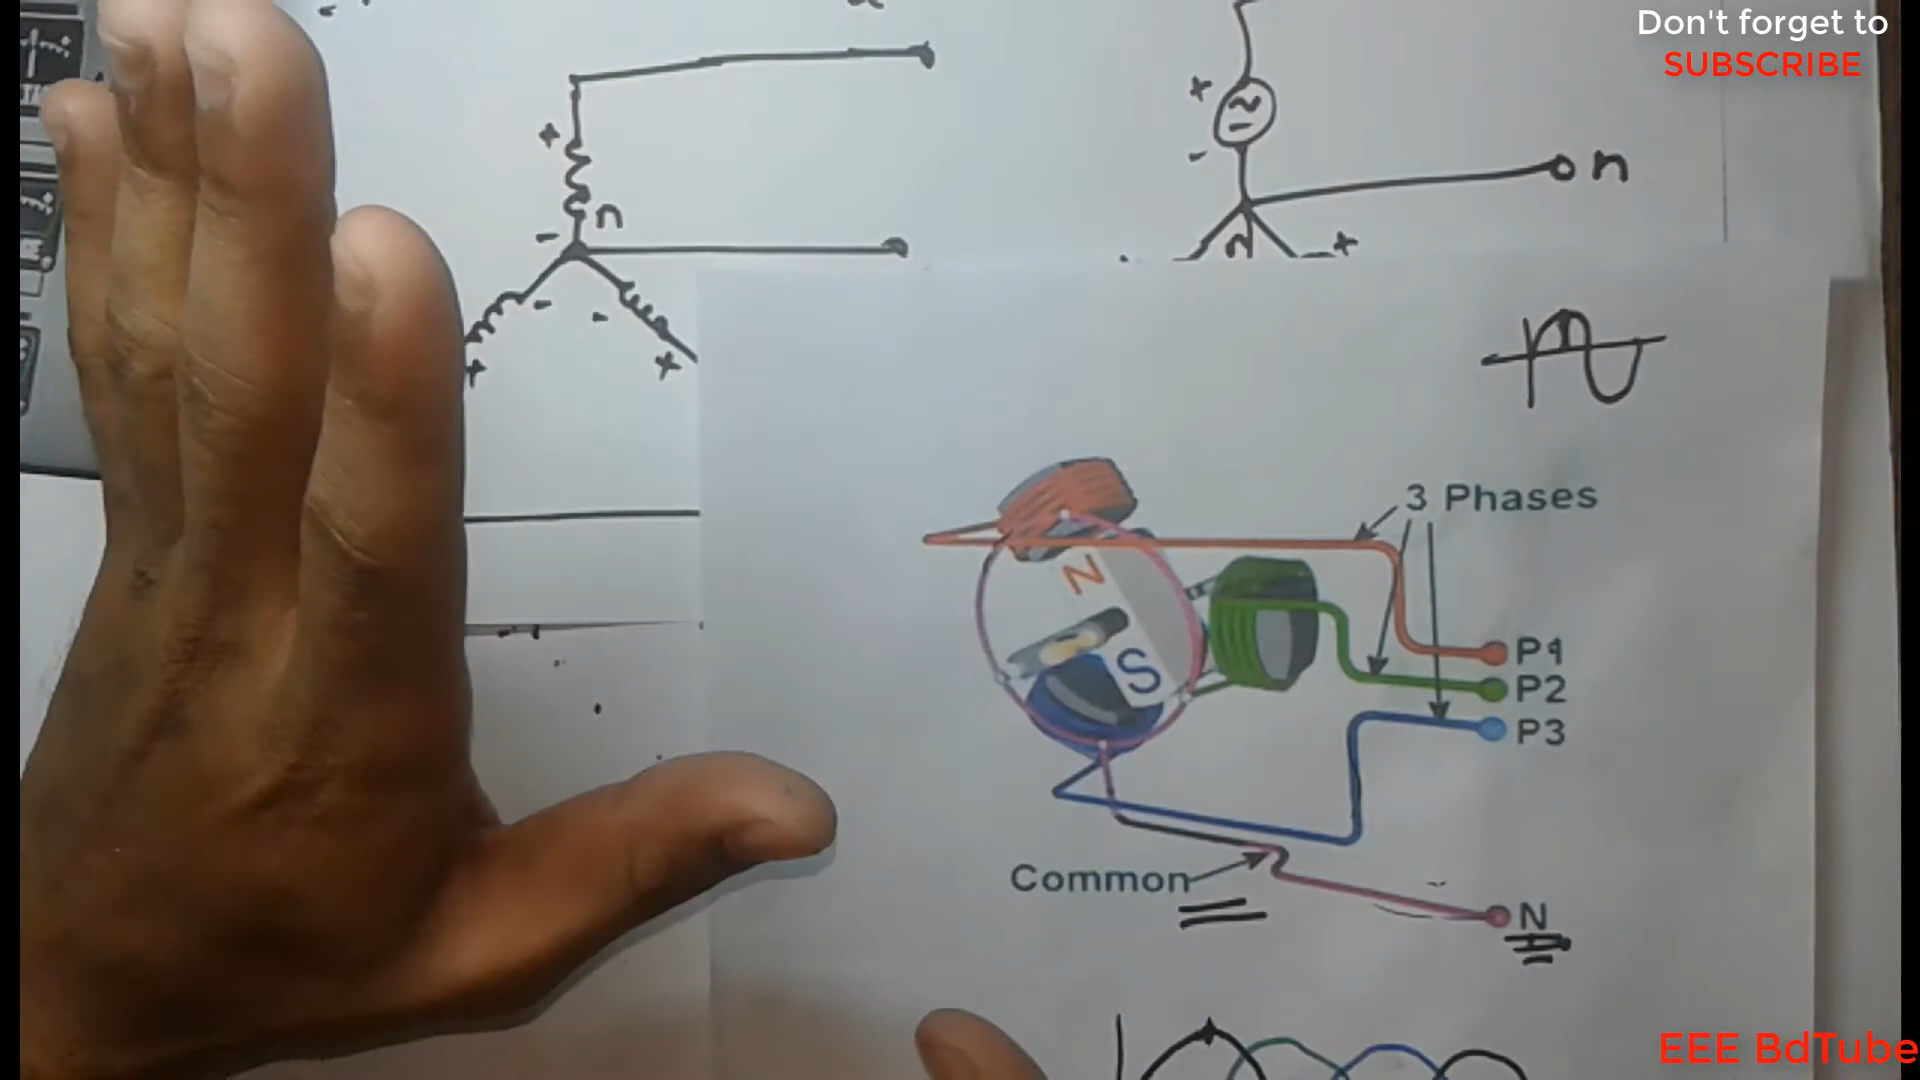 Don't forget to
SUBSCRIBE
+
-
n
-
-
-
+
+
+
-
n
n
+
3 Phases
N
S
P1
P2
P3
Common
N
EEE BdTube